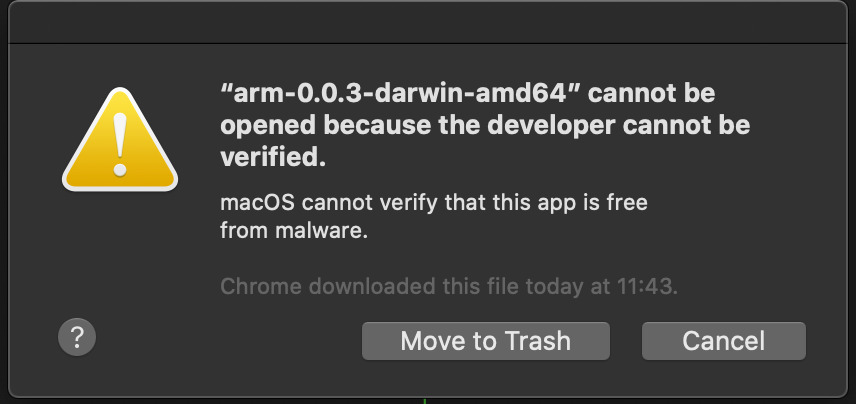 “arm-0.0.3-darwin-amd64” cannot be
opened because the developer cannot be
verified.
macOS cannot verify that this app is free
from malware.
Chrome downloaded this file today at 11:43.
?
Move to Trash
Cancel